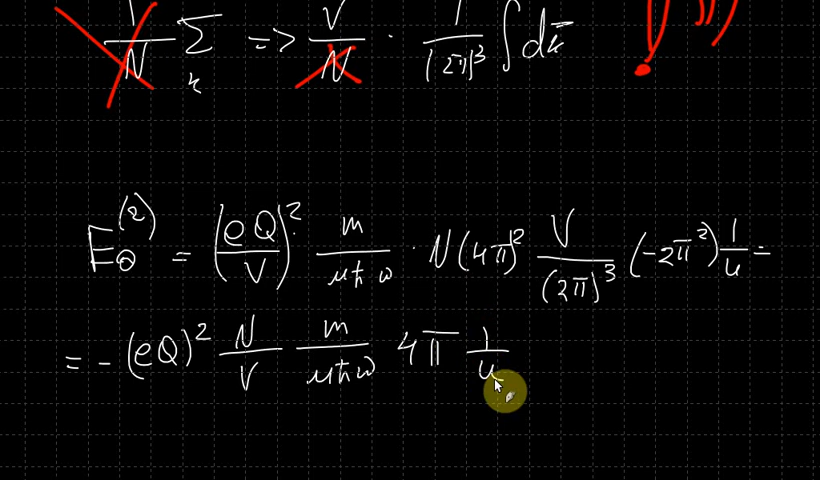 1/N Σ_k => V/N · 1/(2π)³ ∫ dk̄ !)))
E₀⁽²⁾ = (eQ/V)² m/(μħω) · N(4π)² V/(2π)³ (-2π²) 1/u =
= -(eQ)² N/V m/(μħω) 4π 1/u